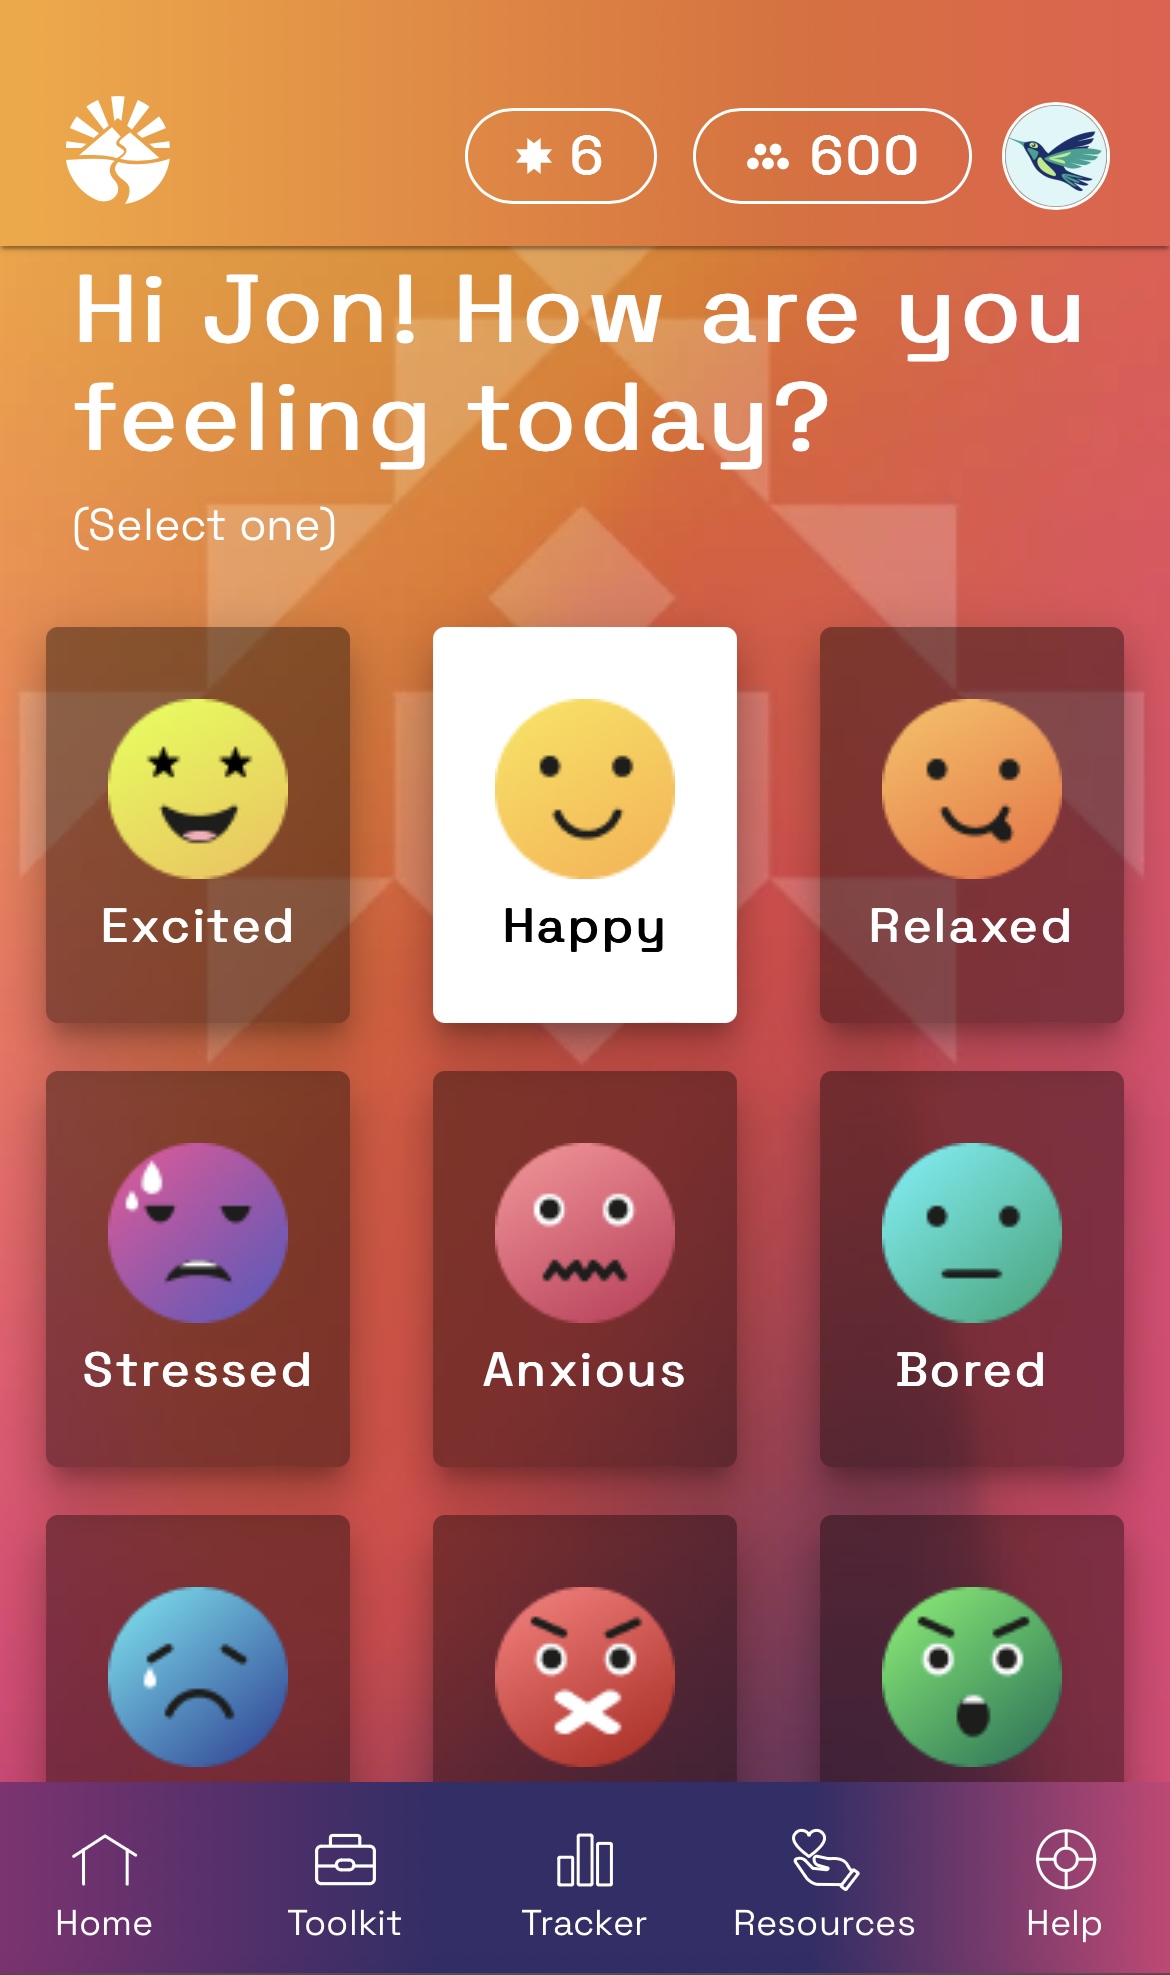 6
600
Hi Jon! How are you
feeling today?
(Select one)
Excited
Happy
Relaxed
Stressed
Anxious
Bored
Home
Toolkit
Tracker
Resources
Help